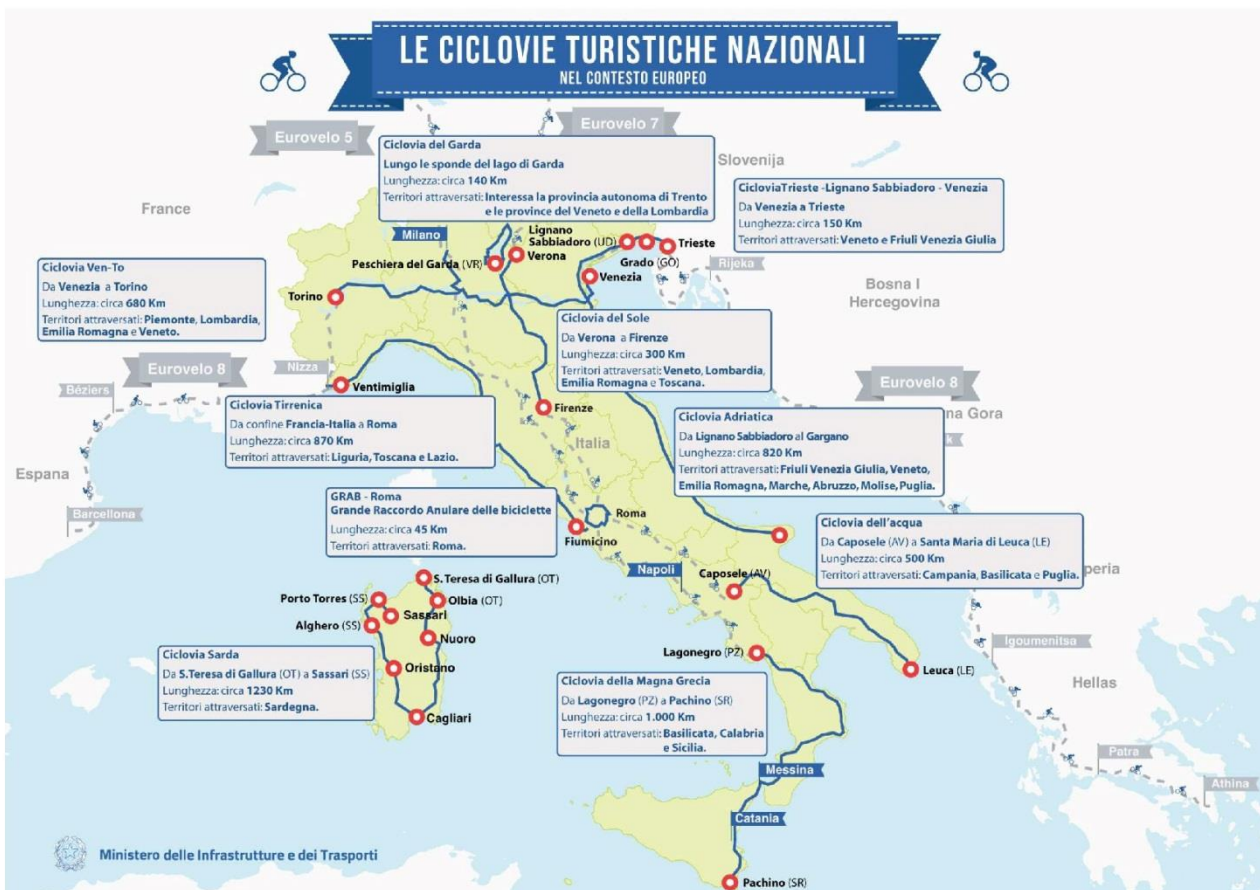 LE CICLOVIE TURISTICHE NAZIONALI
NEL CONTESTO EUROPEO
Eurovelo 5
Eurovelo 7
Slovenija
France
Ciclovia del Garda
Lungo le sponde del lago di Garda
Lunghezza: circa 140 Km
Territori attraversati: Interessa la provincia autonoma di Trento
e le province del Veneto e della Lombardia
CicloviaTrieste -Lignano Sabbiadoro - Venezia
Da Venezia a Trieste
Lunghezza: circa 150 Km
Territori attraversati: Veneto e Friuli Venezia Giulia
Milano
Lignano
Sabbiadoro (UD)
Verona
Peschiera del Garda (VR)
Trieste
Grado (GO)
Venezia
Rijeka
Bosna I
Hercegovina
Ciclovia Ven-To
Da Venezia a Torino
Lunghezza: circa 680 Km
Territori attraversati: Piemonte, Lombardia,
Emilia Romagna e Veneto.
Torino
Ciclovia del Sole
Da Verona a Firenze
Lunghezza: circa 300 Km
Territori attraversati: Veneto, Lombardia,
Emilia Romagna e Toscana.
Eurovelo 8
Nizza
Béziers
Ventimiglia
Eurovelo 8
na Gora
Ciclovia Tirrenica
Da confine Francia-Italia a Roma
Lunghezza: circa 870 Km
Territori attraversati: Liguria, Toscana e Lazio.
Firenze
Italia
Ciclovia Adriatica
Da Lignano Sabbiadoro al Gargano
Lunghezza: circa 820 Km
Territori attraversati: Friuli Venezia Giulia, Veneto,
Emilia Romagna, Marche, Abruzzo, Molise, Puglia.
Espana
Barcellona
GRAB - Roma
Grande Raccordo Anulare delle biciclette
Lunghezza: circa 45 Km
Territori attraversati: Roma.
Roma
Fiumicino
Ciclovia dell'acqua
Da Caposele (AV) a Santa Maria di Leuca (LE)
Lunghezza: circa 500 Km
Territori attraversati: Campania, Basilicata e Puglia.
peria
Napoli
Caposele (AV)
S.Teresa di Gallura (OT)
Porto Torres (SS)
Olbia (OT)
Sassari
Alghero (SS)
Nuoro
Oristano
Cagliari
Igoumenitsa
Lagonegro (PZ)
Leuca (LE)
Hellas
Ciclovia Sarda
Da S.Teresa di Gallura (OT) a Sassari (SS)
Lunghezza: circa 1230 Km
Territori attraversati: Sardegna.
Ciclovia della Magna Grecia
Da Lagonegro (PZ) a Pachino (SR)
Lunghezza: circa 1.000 Km
Territori attraversati: Basilicata, Calabria
e Sicilia.
Patra
Athina
Messina
Catania
Pachino (SR)
Ministero delle Infrastrutture e dei Trasporti